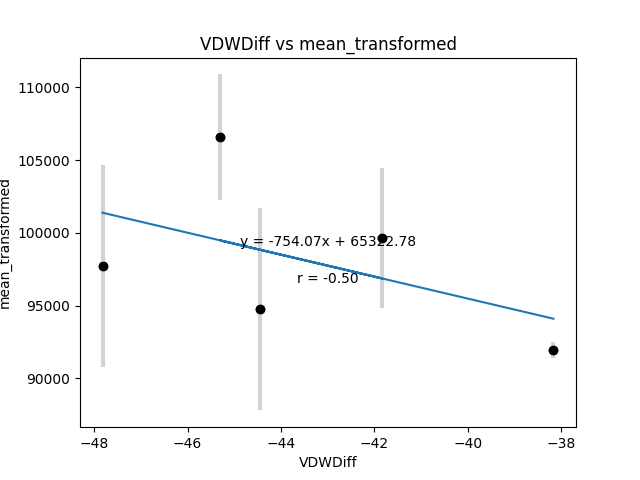 VDWDiff vs mean_transformed
mean_transformed
110000
105000
100000
95000
90000
y = -754.07x + 65322.78
r = -0.50
−48 −46 −44 −42 −40 −38
VDWDiff